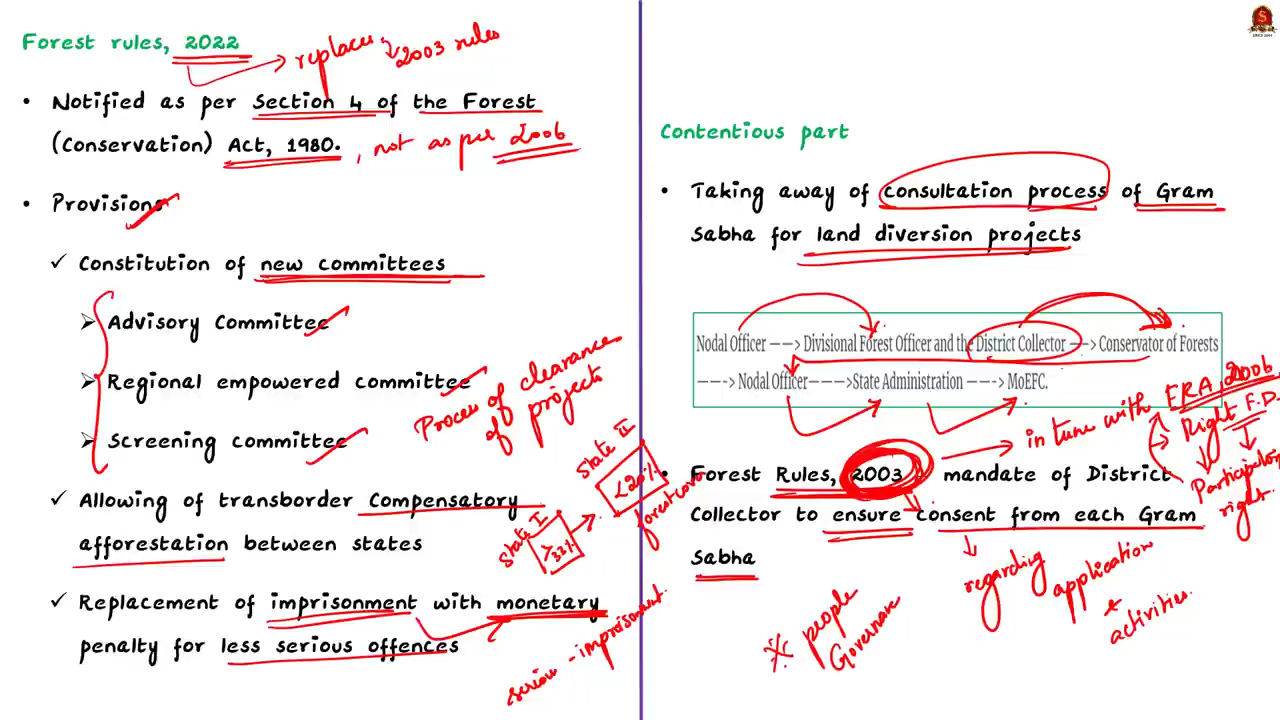 Forest rules, 2022
replaces 2003 rules
• Notified as per Section 4 of the Forest
(Conservation) Act, 1980.
, not as per 2006
• Provisions
✓ Constitution of new committees
➢ Advisory Committee
➢ Regional empowered committee
➢ Screening committee
Process of clearance
of projects
✓ Allowing of transborder Compensatory
afforestation between states
State I
>33%
State II
<20%
forest cover
✓ Replacement of imprisonment with monetary
penalty for less serious offences
serious - imprisonment.
Contentious part
• Taking away of consultation process of Gram
Sabha for land diversion projects
Nodal Officer ---> Divisional Forest Officer and the District Collector --> Conservator of Forests
----> Nodal Officer----->State Administration ---->MoEFC.
in tune with FRA, 2006
Right F.D.
Participatory
right
• Forest Rules, 2003 mandate of District
Collector to ensure consent from each Gram
Sabha
regarding
application
+
activities.
people
Governance